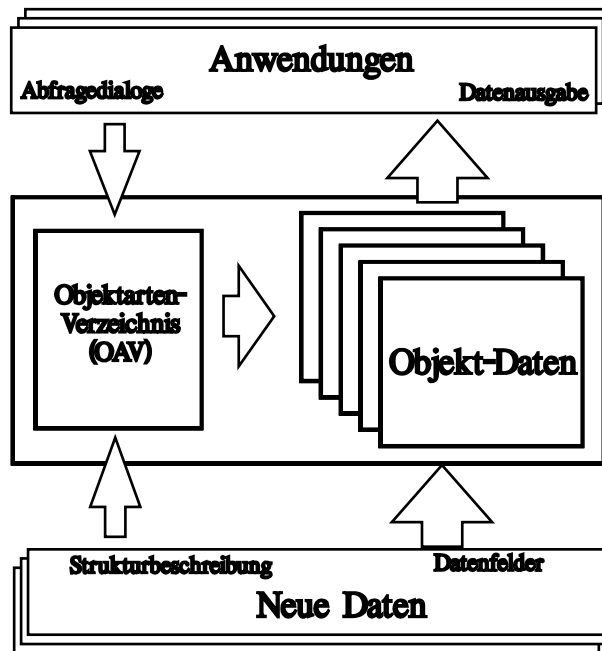 Anwendungen
Abfragedialoge
Datenausgabe
Objektarten-
Verzeichnis
(OAV)
Objekt-Daten
Strukturbeschreibung
Datenfelder
Neue Daten